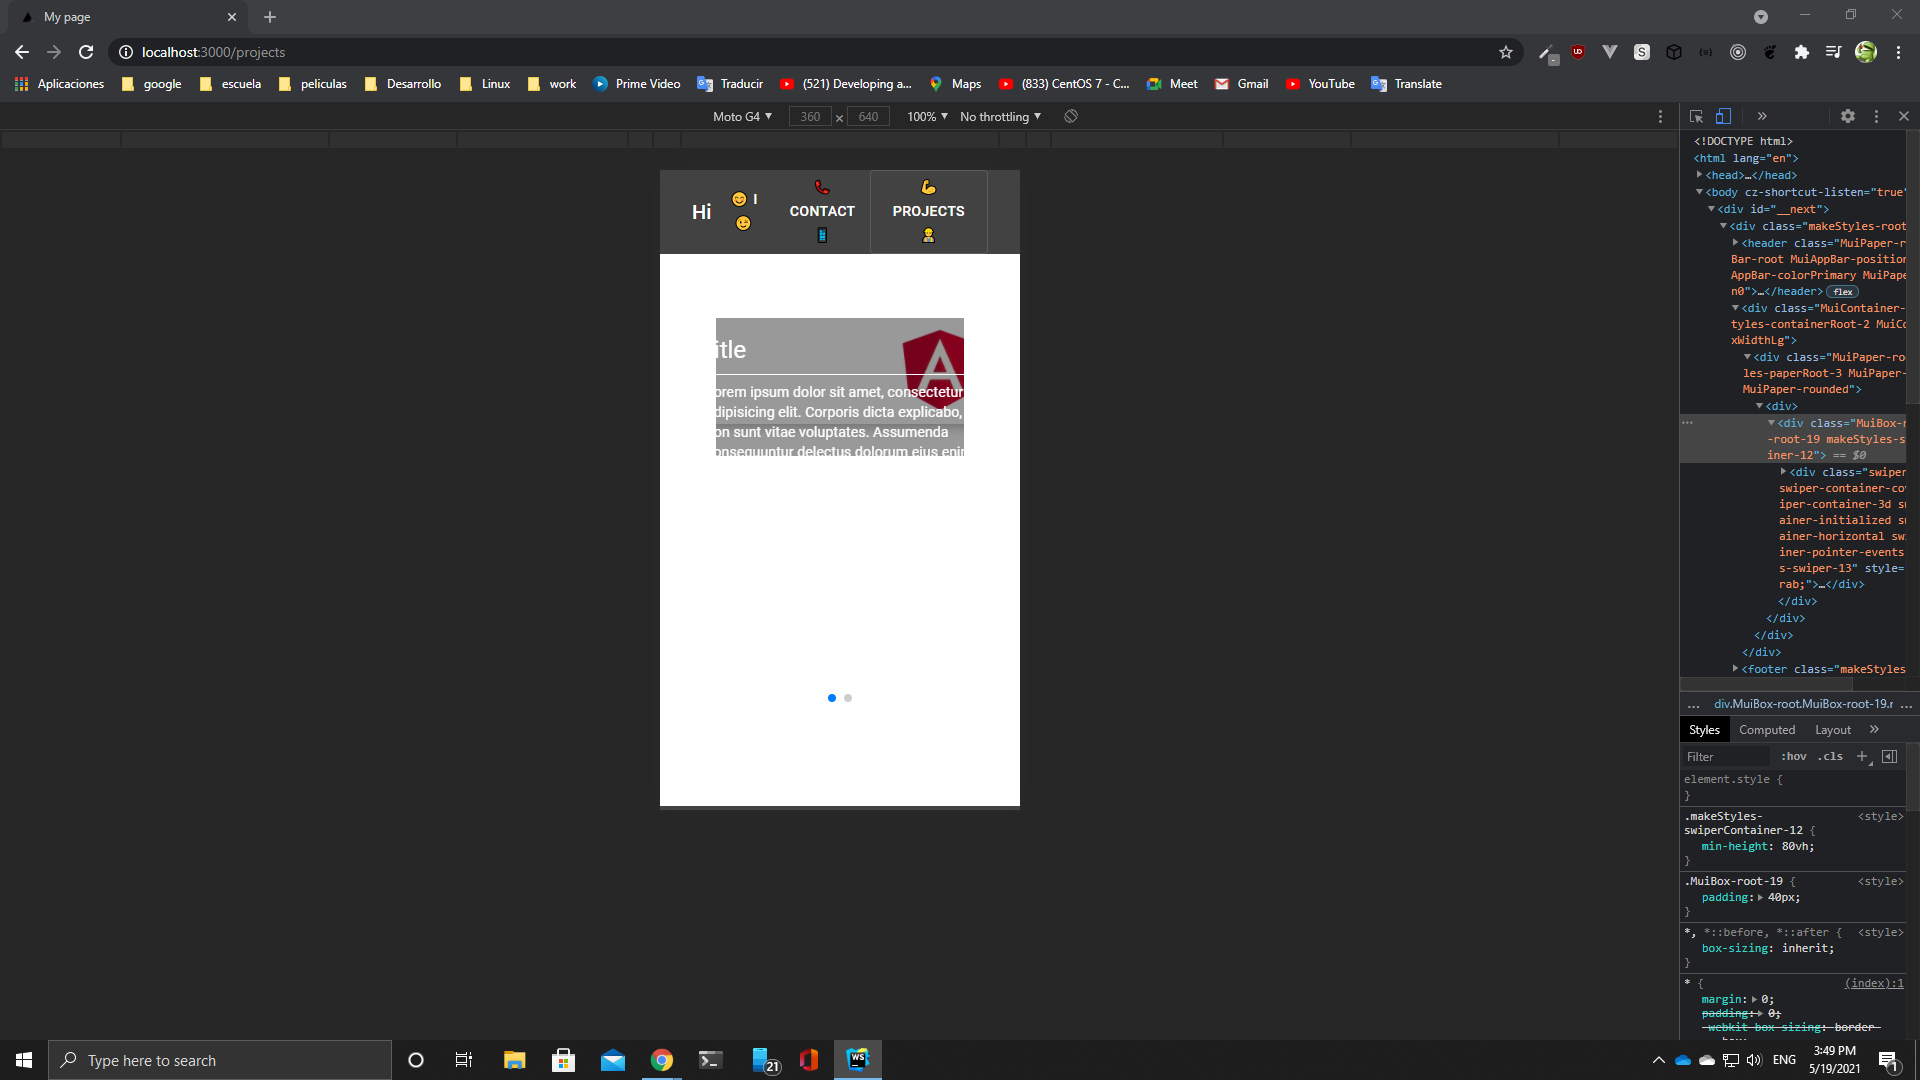 My page
localhost:3000/projects
Aplicaciones google escuela peliculas Desarrollo Linux work Prime Video Traducir (521) Developing a... Maps (833) CentOS 7 - C... Meet Gmail YouTube Translate
Moto G4 ▼ 360 × 640 100% ▼ No throttling ▼
Hi
I
CONTACT
PROJECTS
itle
orem ipsum dolor sit amet, consectetur
dipisicing elit. Corporis dicta explicabo,
on sunt vitae voluptates. Assumenda
onsequuntur delectus dolorum eius eni
<!DOCTYPE html>
<html lang="en">
<head>…</head>
<body cz-shortcut-listen="true"
<div id="__next">
<div class="makeStyles-root
<header class="MuiPaper-r
Bar-root MuiAppBar-position
AppBar-colorPrimary MuiPape
n0">…</header> flex
<div class="MuiContainer-
tyles-containerRoot-2 MuiCo
xWidthLg">
<div class="MuiPaper-ro
les-paperRoot-3 MuiPaper-
MuiPaper-rounded">
<div>
<div class="MuiBox-r
-root-19 makeStyles-s
iner-12"> == $0
<div class="swiper
swiper-container-co
iper-container-3d s
ainer-initialized s
ainer-horizontal sw
iner-pointer-events
s-swiper-13" style=
rab;">…</div>
</div>
</div>
</div>
</div>
<footer class="makeStyles
... div.MuiBox-root.MuiBox-root-19.r ...
Styles Computed Layout
Filter :hov .cls
element.style {
}
.makeStyles- <style>
swiperContainer-12 {
min-height: 80vh;
}
.MuiBox-root-19 { <style>
padding: 40px;
}
*, *::before, *::after { <style>
box-sizing: inherit;
}
* { (index):1
margin: 0;
padding: 0;
-webkit-box-sizing: border-
box;
Type here to search
21
WS
ENG
3:49 PM
5/19/2021
1